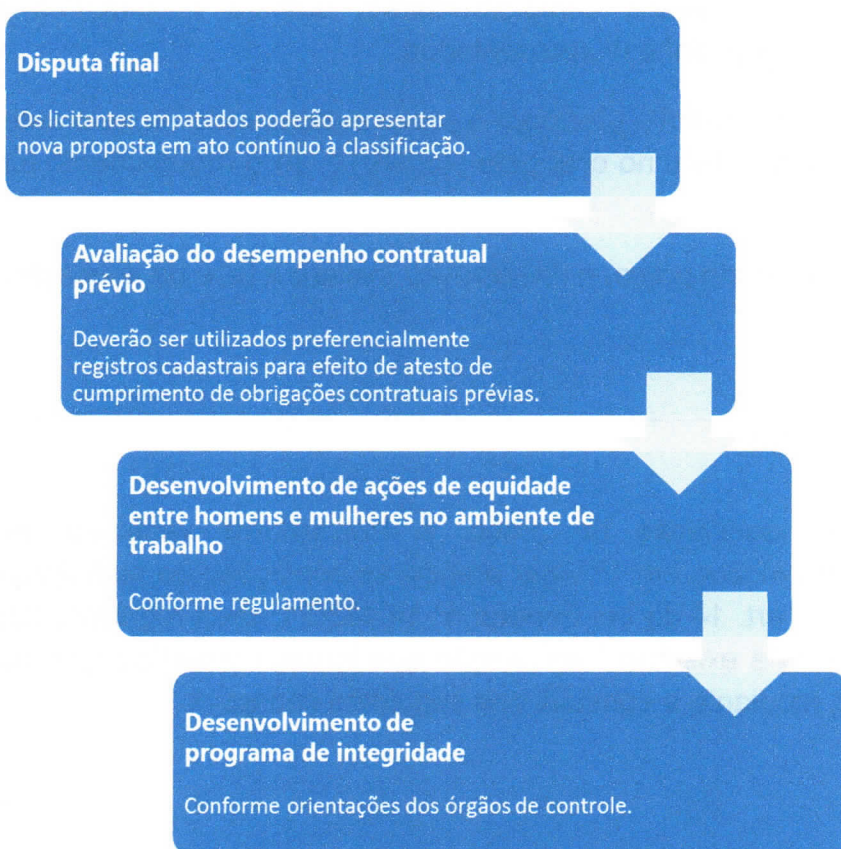 Disputa final
Os licitantes empatados poderão apresentar
nova proposta em ato contínuo à classificação.
Avaliação do desempenho contratual
prévio
Deverão ser utilizados preferencialmente
registros cadastrais para efeito de atesto de
cumprimento de obrigações contratuais prévias.
Desenvolvimento de ações de equidade
entre homens e mulheres no ambiente de
trabalho
Conforme regulamento.
Desenvolvimento de
programa de integridade
Conforme orientações dos órgãos de controle.